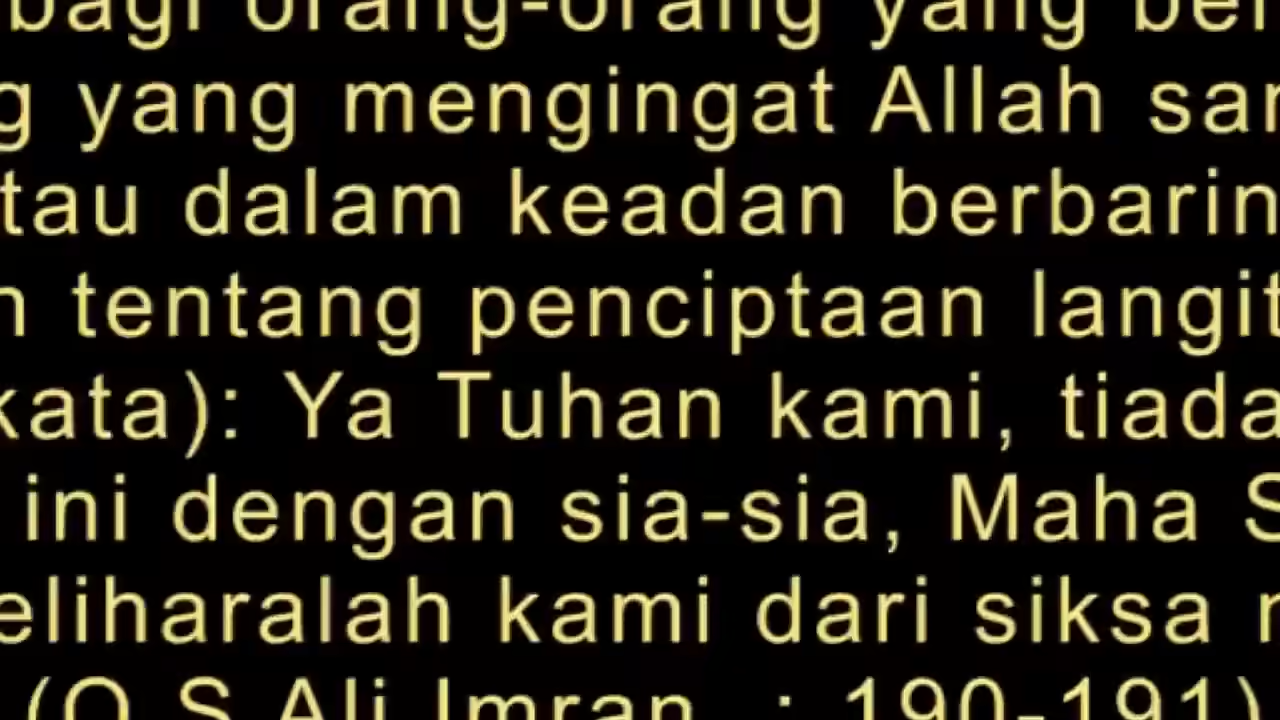 bagi orang-orang yang ber
g yang mengingat Allah sam
tau dalam keadan berbarin
n tentang penciptaan langit
kata): Ya Tuhan kami, tiada
ini dengan sia-sia, Maha S
eliharalah kami dari siksa n
(Q.S Ali Imran : 190-191)